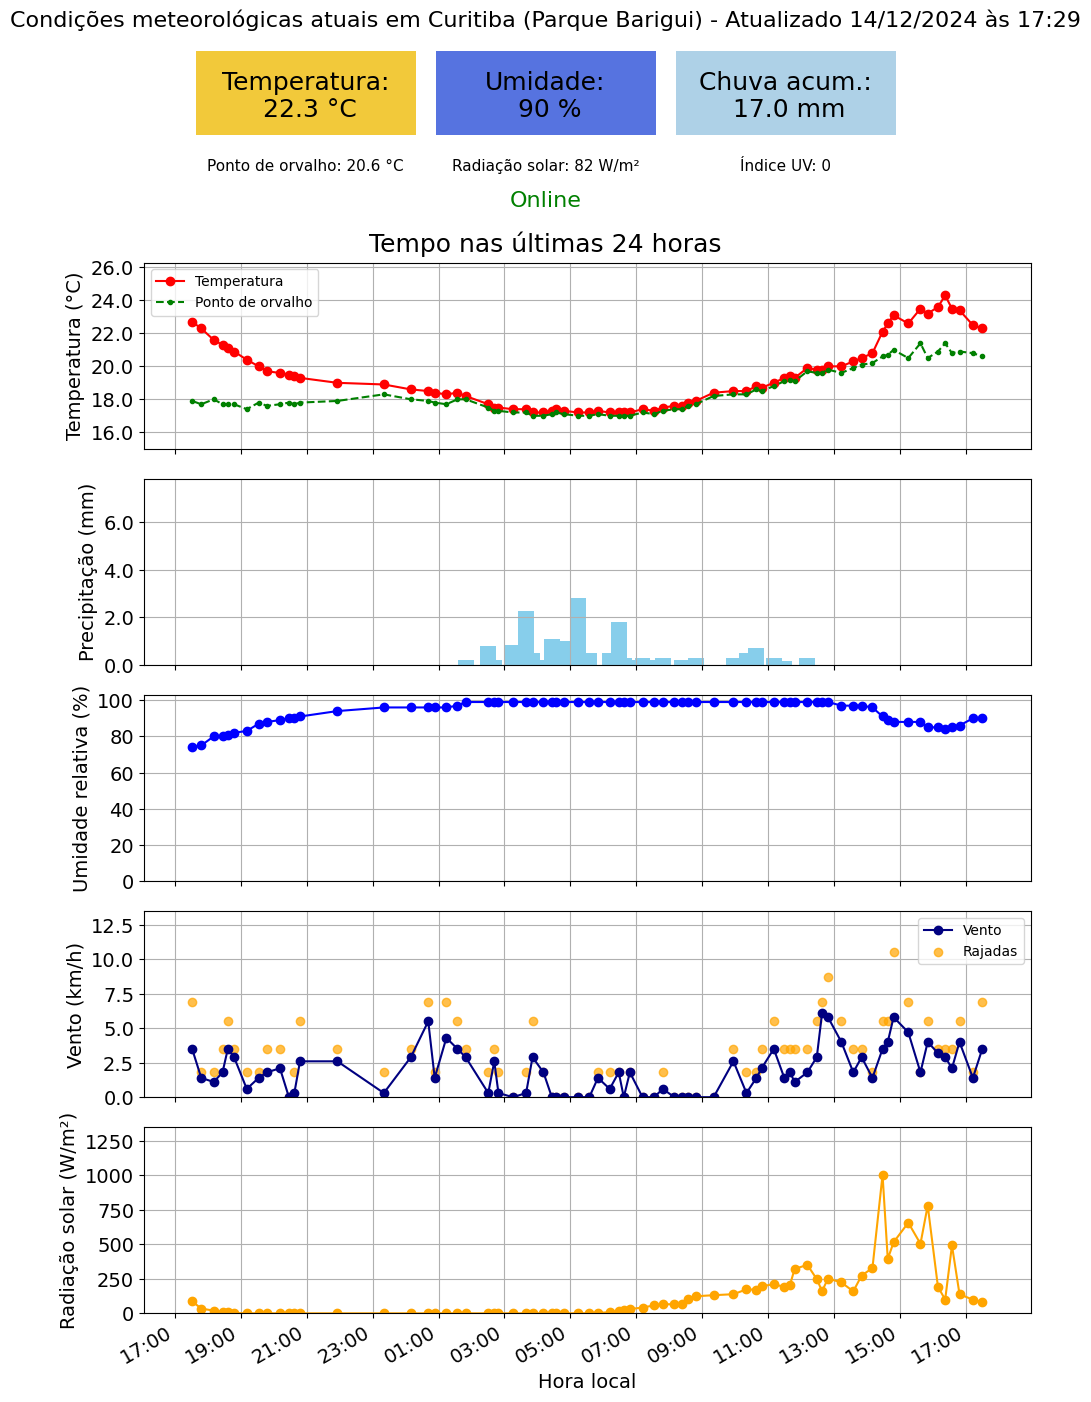 Condições meteorológicas atuais em Curitiba (Parque Barigui) - Atualizado 14/12/2024 às 17:29
Temperatura:
22.3 °C
Umidade:
90 %
Chuva acum.:
17.0 mm
Ponto de orvalho: 20.6 °C
Radiação solar: 82 W/m²
Índice UV: 0
Online
Tempo nas últimas 24 horas
Temperatura (°C)
26.0
24.0
22.0
20.0
18.0
16.0
Temperatura
Ponto de orvalho
Precipitação (mm)
6.0
4.0
2.0
0.0
Umidade relativa (%)
100
80
60
40
20
0
Vento (km/h)
12.5
10.0
7.5
5.0
2.5
0.0
Vento
Rajadas
Radiação solar (W/m²)
1250
1000
750
500
250
0
17:00
19:00
21:00
23:00
01:00
03:00
05:00
07:00
09:00
11:00
13:00
15:00
17:00
Hora local